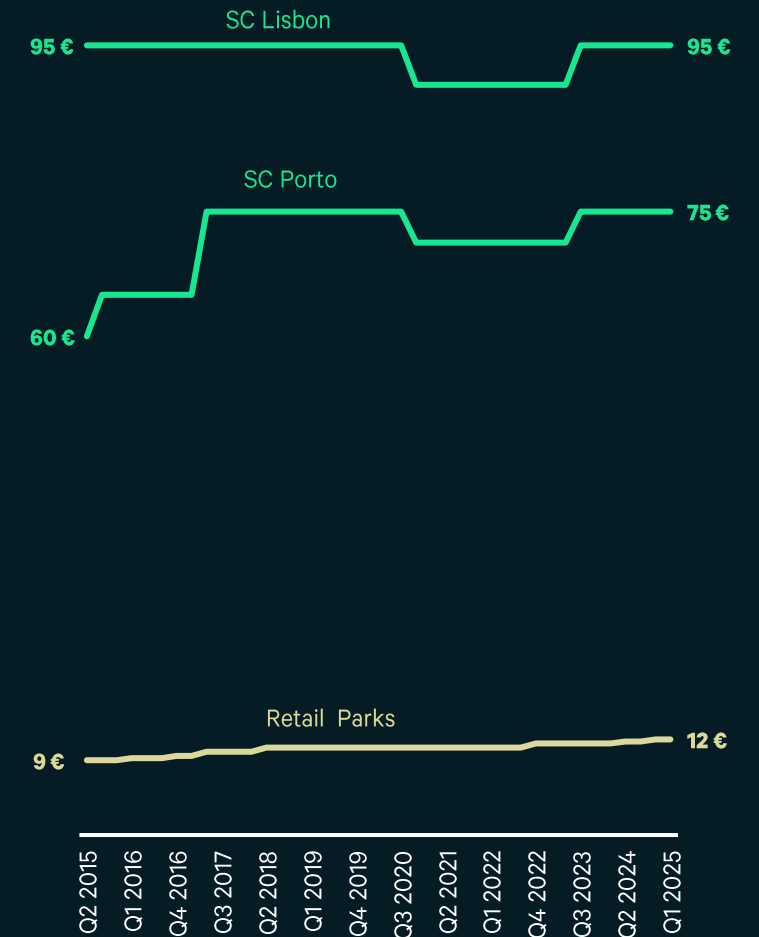 SC Lisbon
95 €
95 €
SC Porto
75 €
60 €
Retail Parks
12 €
9 €
Q2 2015
Q1 2016
Q4 2016
Q3 2017
Q2 2018
Q1 2019
Q4 2019
Q3 2020
Q2 2021
Q1 2022
Q4 2022
Q3 2023
Q2 2024
Q1 2025